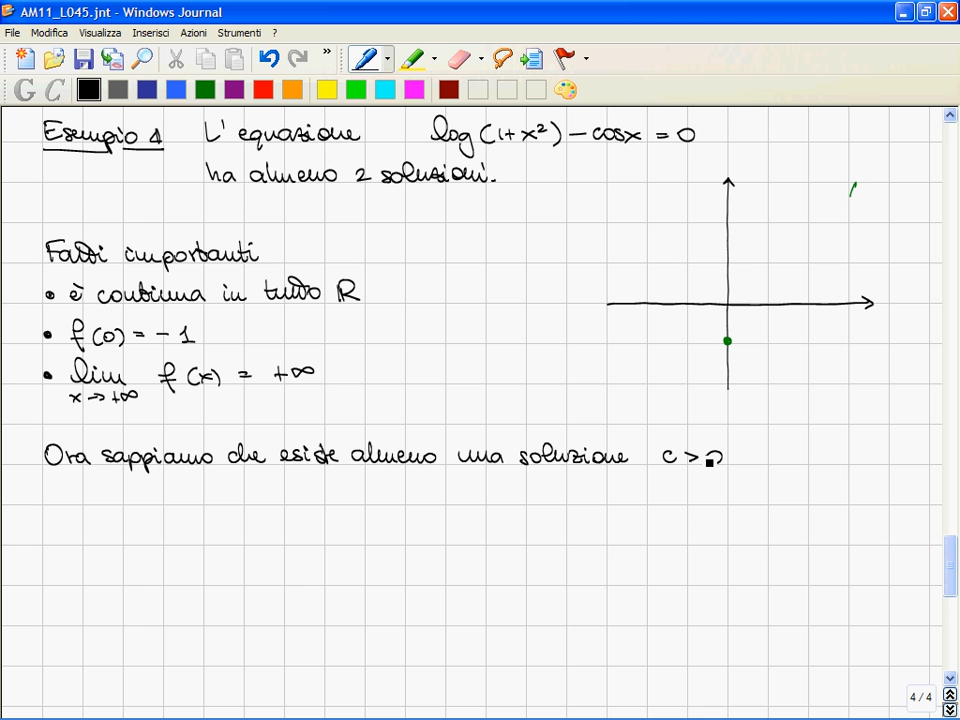 AM11_L045.jnt - Windows Journal
File Modifica Visualizza Inserisci Azioni Strumenti ?
Esempio 1 L'equazione log(1+x²) - cosx = 0
ha almeno 2 soluzioni.
Fatti importanti
• è continua in tutto R
• f(0) = -1
• lim f(x) = +∞
x→+∞
Ora sappiamo che esiste almeno una soluzione c > 0
4 / 4